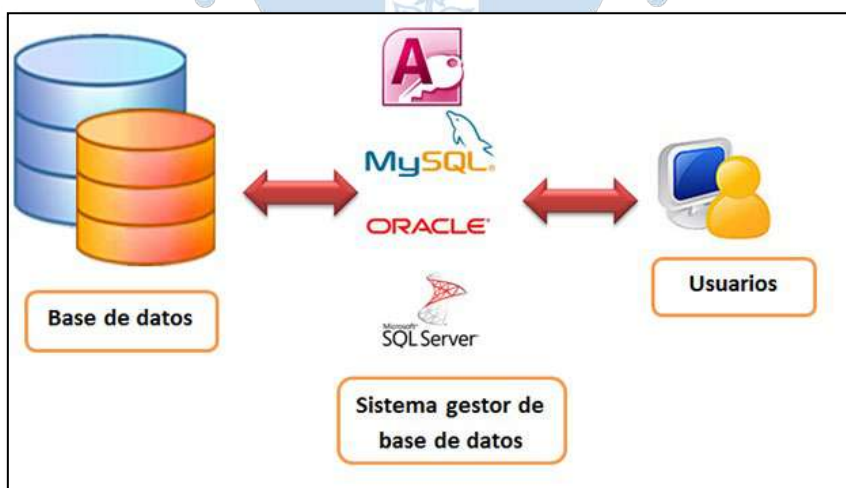 A
MySQL®
ORACLE®
Microsoft®
SQL Server®
Base de datos
Usuarios
Sistema gestor de
base de datos